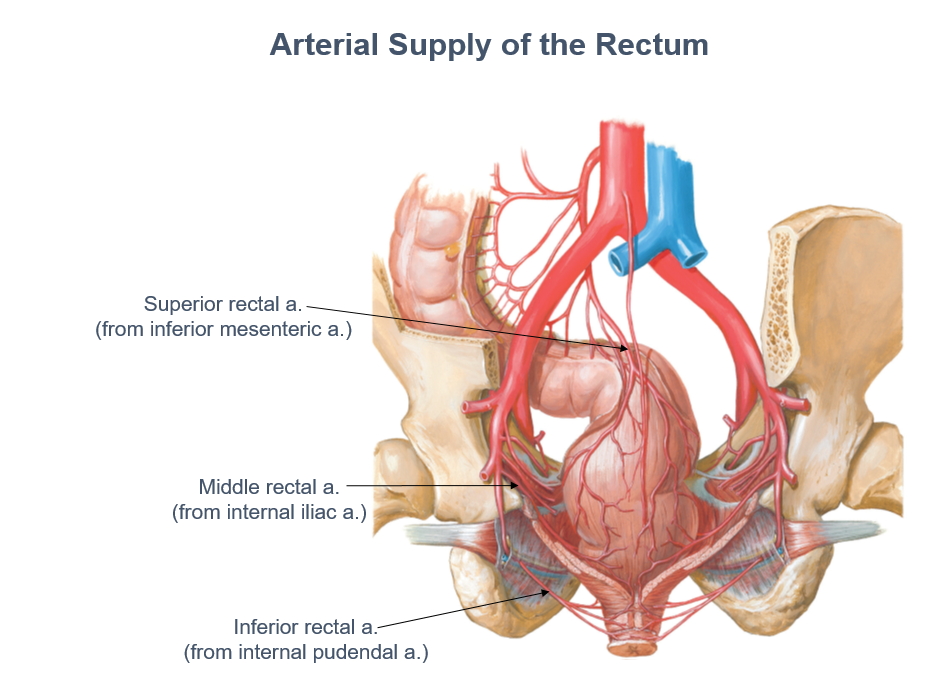 Arterial Supply of the Rectum
Superior rectal a.
(from inferior mesenteric a.)
Middle rectal a.
(from internal iliac a.)
Inferior rectal a.
(from internal pudendal a.)